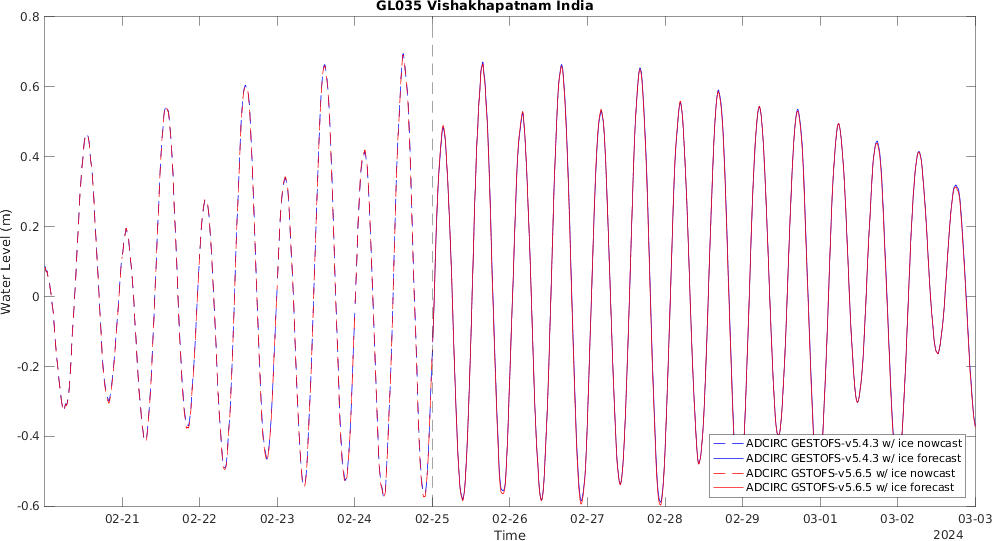 GL035 Vishakhapatnam India
Water Level (m)
0.8
0.6
0.4
0.2
0
-0.2
-0.4
-0.6
ADCIRC GESTOFS-v5.4.3 w/ ice nowcast
ADCIRC GESTOFS-v5.4.3 w/ ice forecast
ADCIRC GSTOFS-v5.6.5 w/ ice nowcast
ADCIRC GSTOFS-v5.6.5 w/ ice forecast
02-21 02-22 02-23 02-24 02-25 02-26 02-27 02-28 02-29 03-01 03-02 03-03
Time
2024